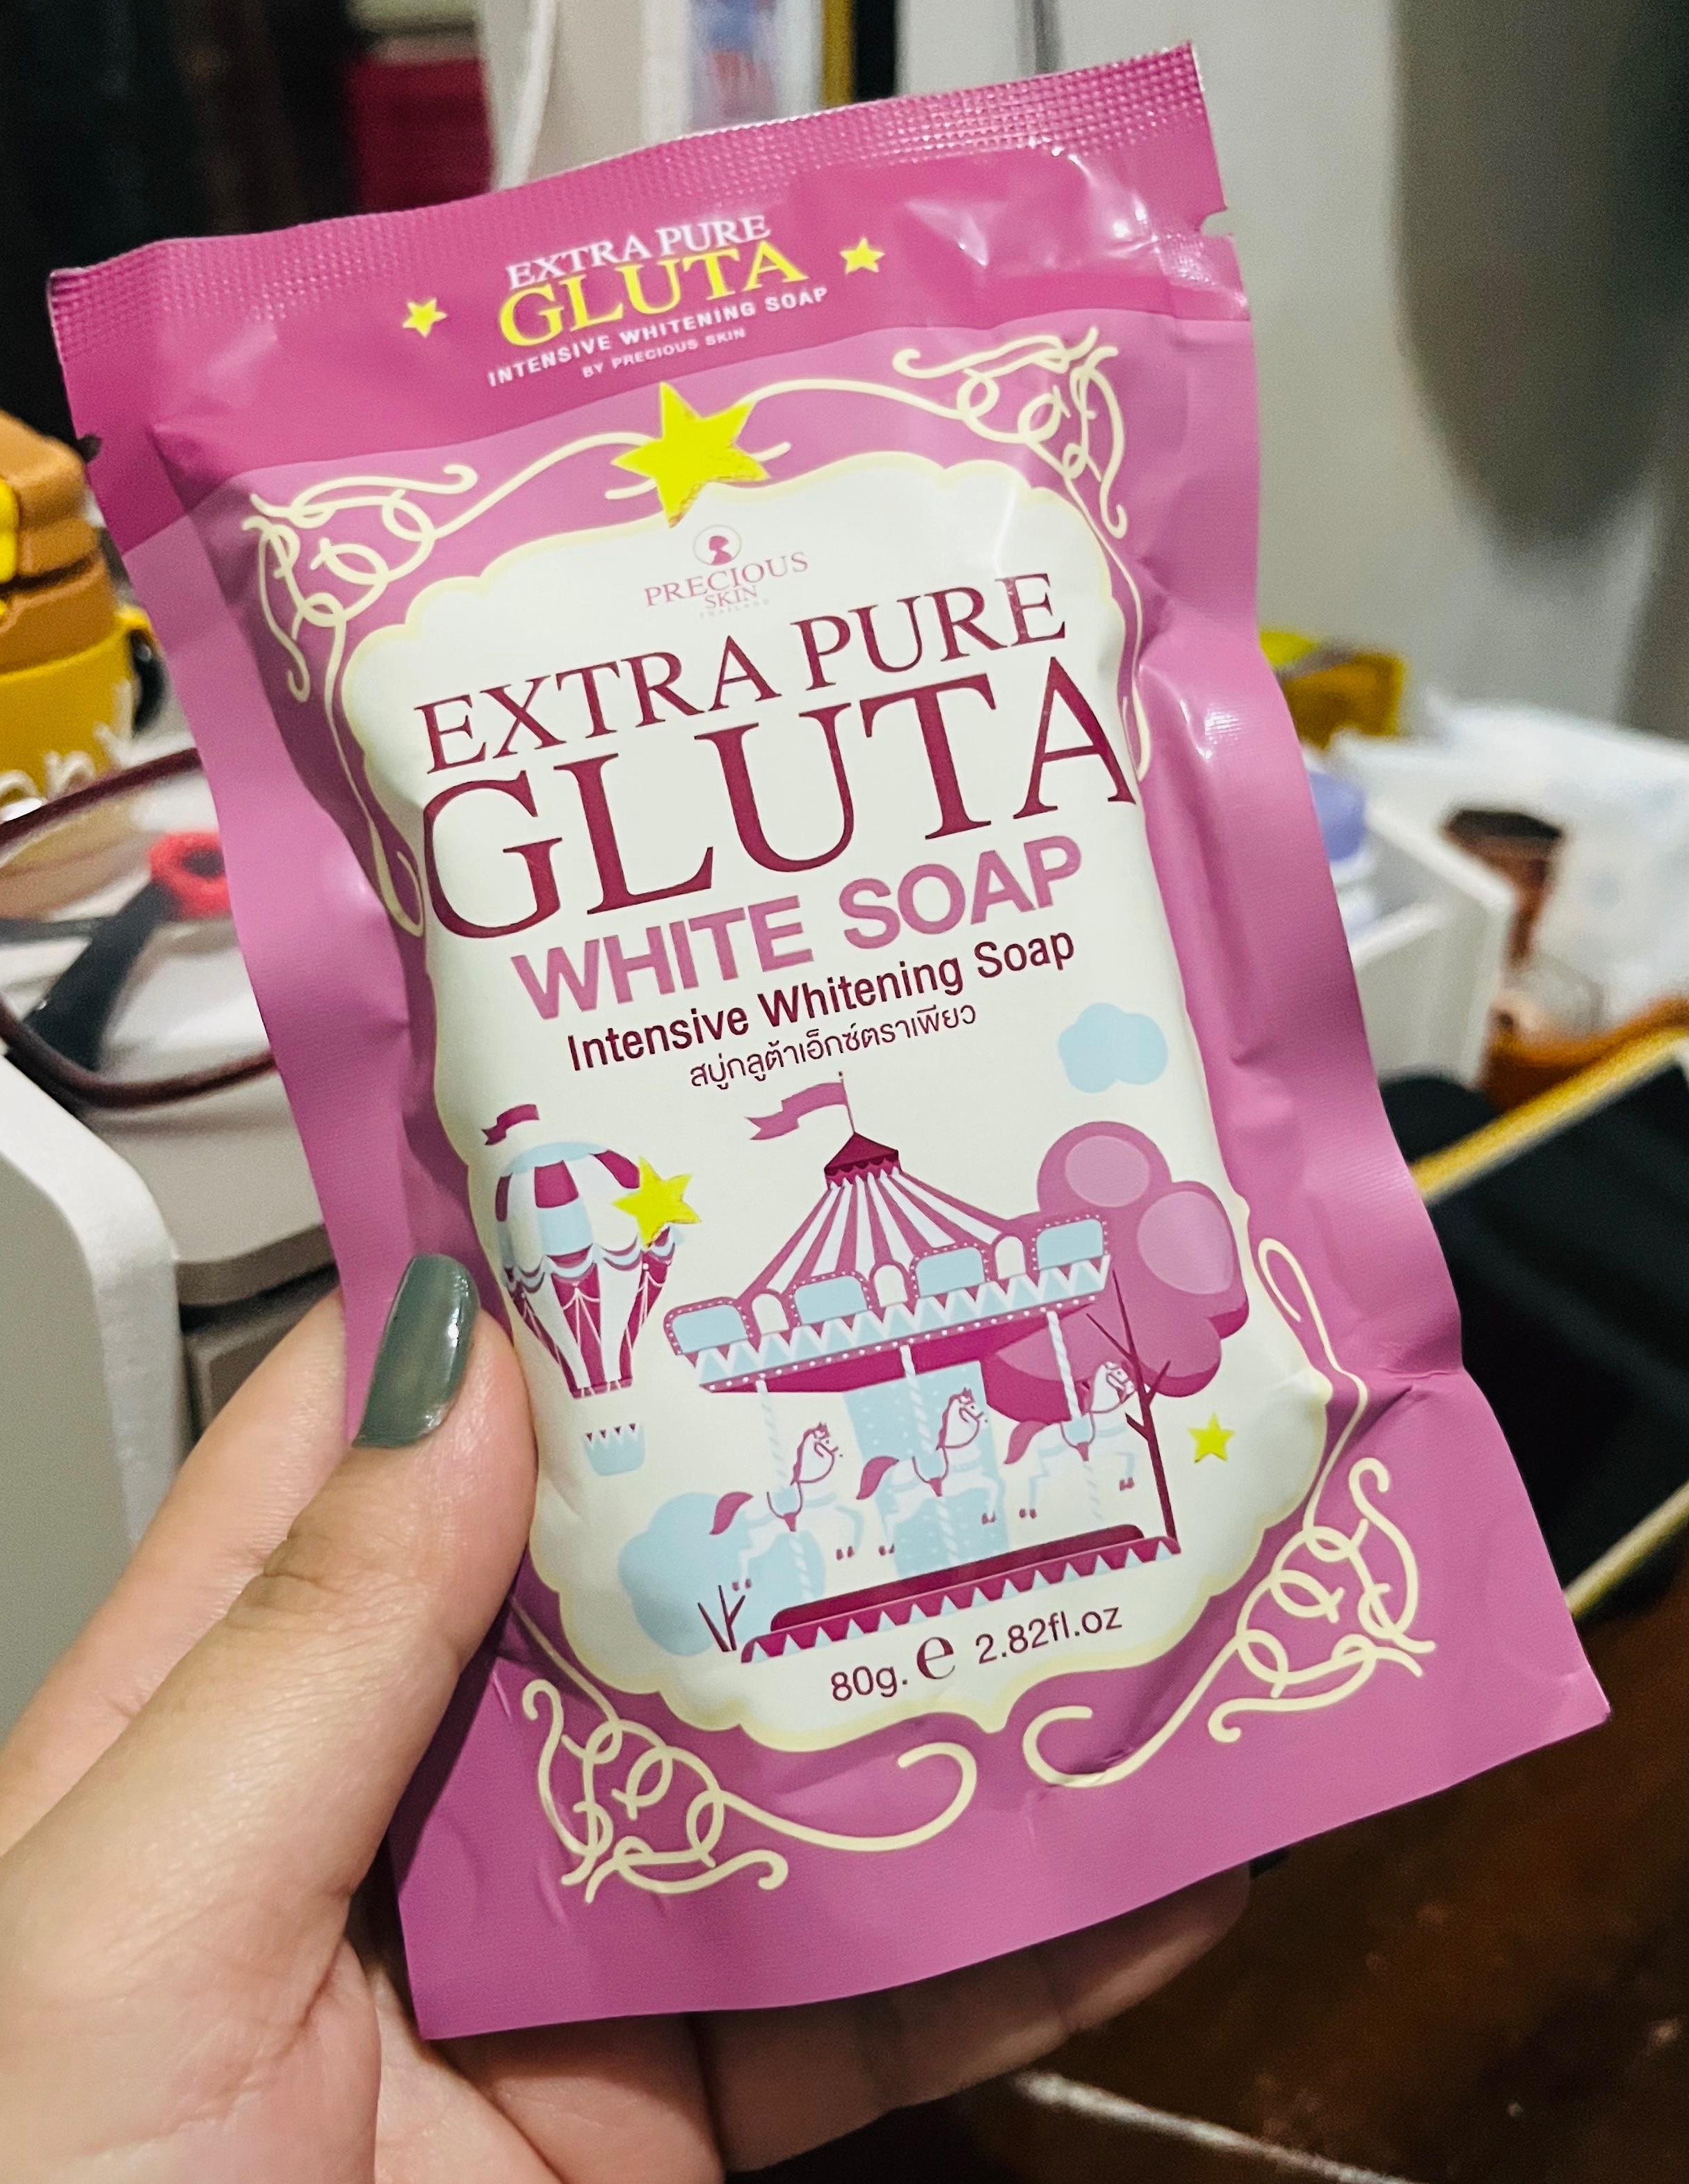 EXTRA PURE
GLUTA
INTENSIVE WHITENING SOAP
BY PRECIOUS SKIN
PRECIOUS
SKIN
THAILAND
EXTRA PURE
GLUTA
WHITE SOAP
Intensive Whitening Soap
สบู่กลูต้าเอ็กซ์ตราเพียว
80g. e 2.82fl.oz